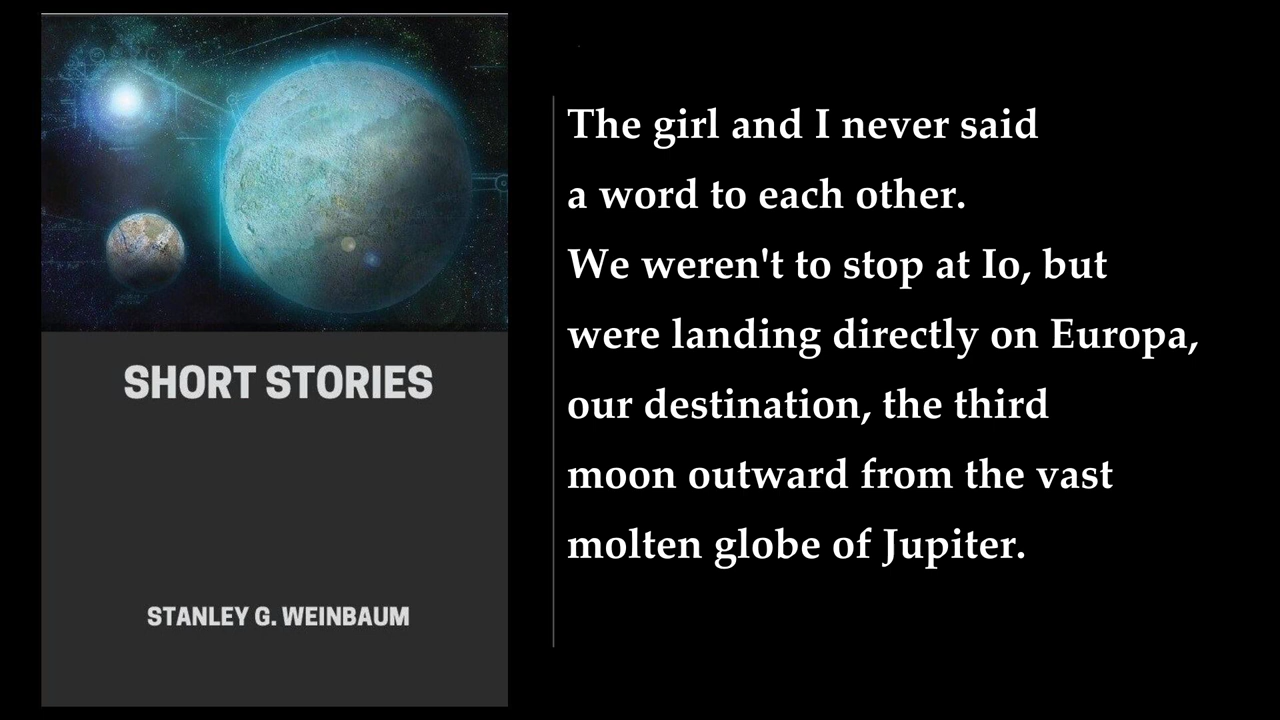 SHORT STORIES
STANLEY G. WEINBAUM
The girl and I never said
a word to each other.
We weren't to stop at Io, but
were landing directly on Europa,
our destination, the third
moon outward from the vast
molten globe of Jupiter.